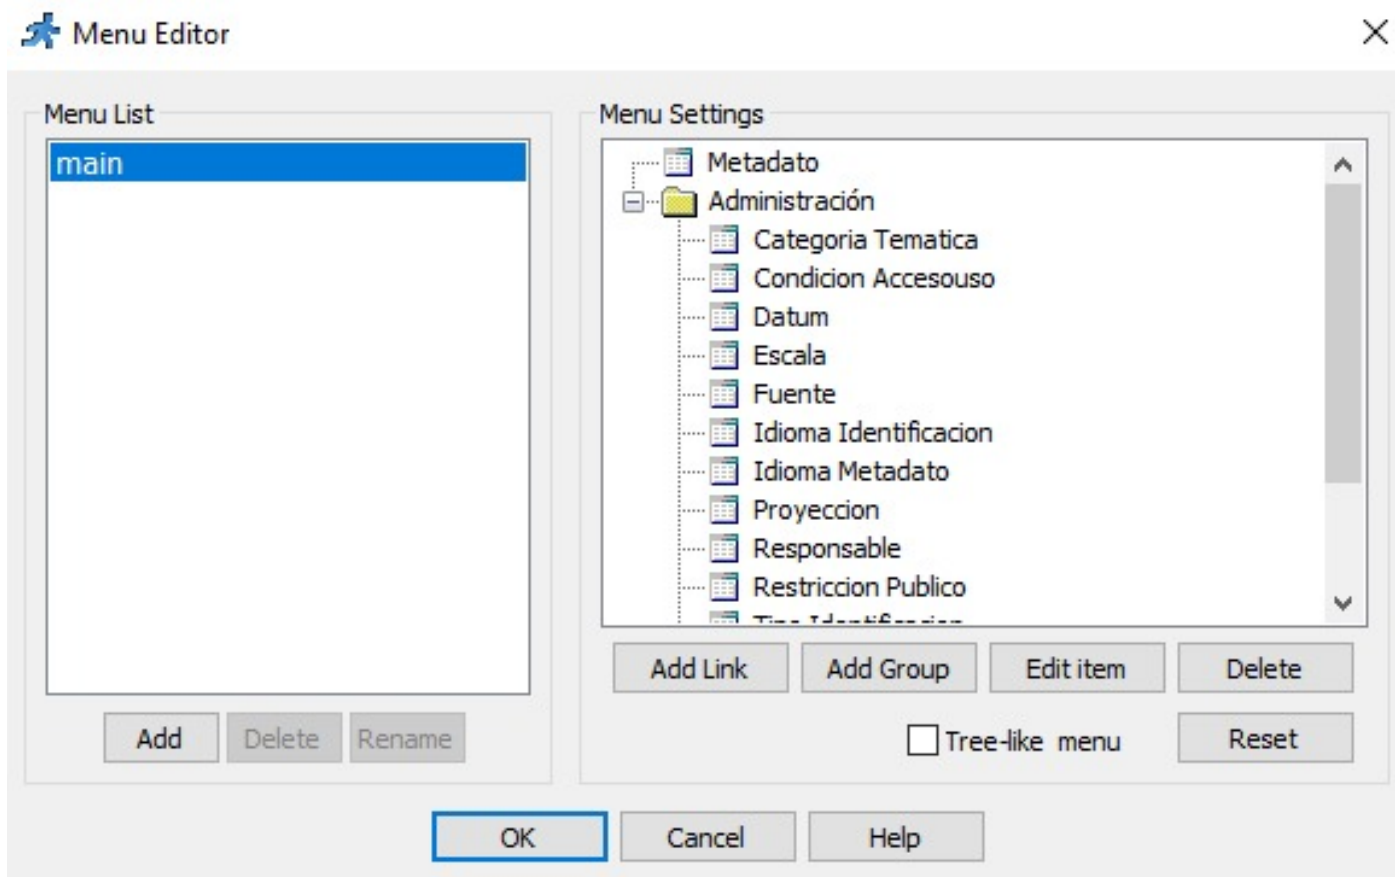 Menu Editor
Menu List
main
Add
Delete
Rename
Menu Settings
Metadato
Administración
Categoria Tematica
Condicion Accesouso
Datum
Escala
Fuente
Idioma Identificacion
Idioma Metadato
Proyeccion
Responsable
Restriccion Publico
Tipo Identificacion
Add Link
Add Group
Edit item
Delete
Tree-like menu
Reset
OK
Cancel
Help